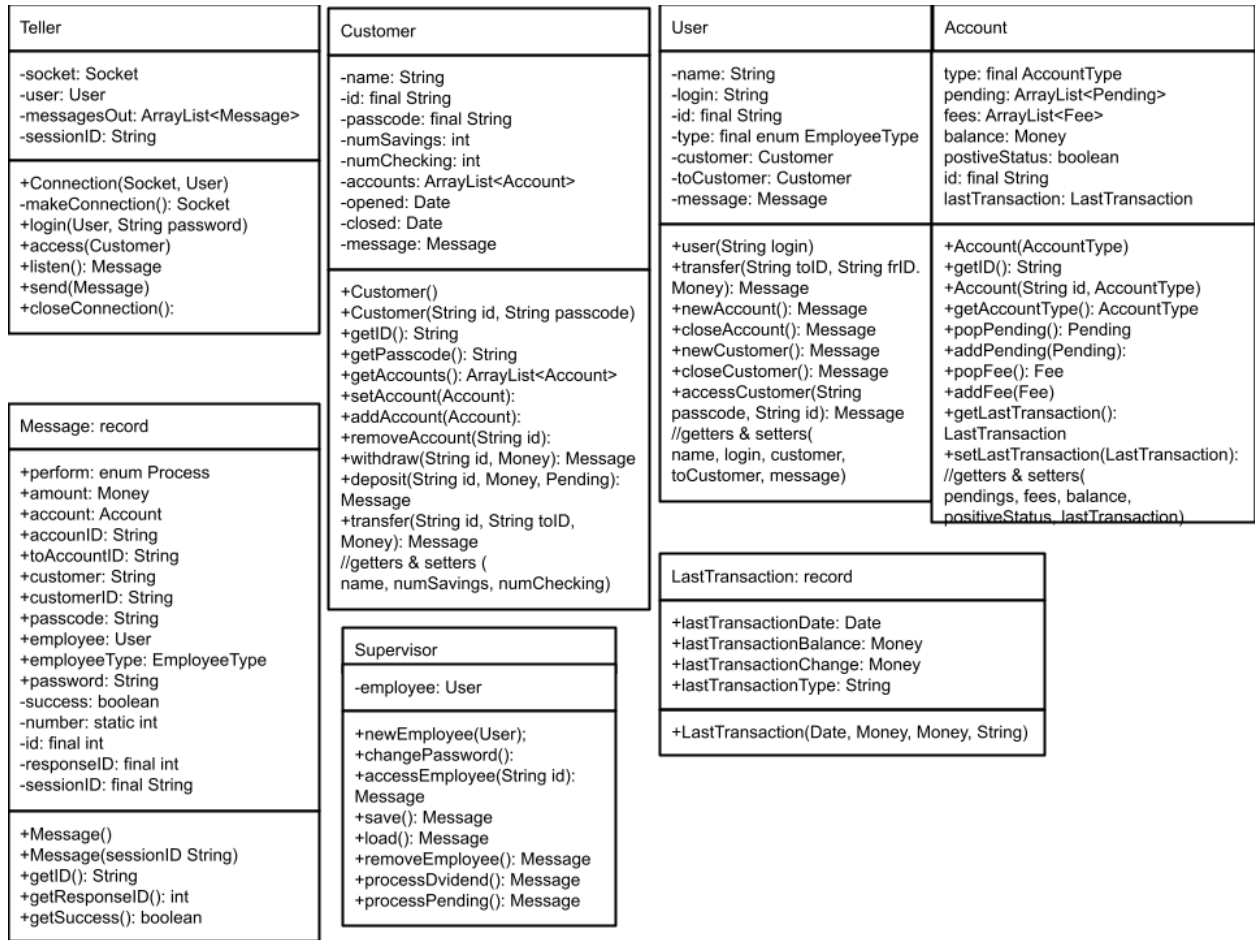 Teller
-socket: Socket
-user: User
-messagesOut: ArrayList<Message>
-sessionID: String
+Connection(Socket, User)
-makeConnection(): Socket
+login(User, String password)
+access(Customer)
+listen(): Message
+send(Message)
+closeConnection():
Customer
-name: String
-id: final String
-passcode: final String
-numSavings: int
-numChecking: int
-accounts: ArrayList<Account>
-opened: Date
-closed: Date
-message: Message
+Customer()
+Customer(String id, String passcode)
+getID(): String
+getPasscode(): String
+getAccounts(): ArrayList<Account>
+setAccount(Account):
+addAccount(Account):
+removeAccount(String id):
+withdraw(String id, Money): Message
+deposit(String id, Money, Pending):
Message
+transfer(String id, String toID,
Money): Message
//getters & setters (
name, numSavings, numChecking)
User
-name: String
-login: String
-id: final String
-type: final enum EmployeeType
-customer: Customer
-toCustomer: Customer
-message: Message
+user(String login)
+transfer(String toID, String frID.
Money): Message
+newAccount(): Message
+closeAccount(): Message
+newCustomer(): Message
+closeCustomer(): Message
+accessCustomer(String
passcode, String id): Message
//getters & setters(
name, login, customer,
toCustomer, message)
Account
type: final AccountType
pending: ArrayList<Pending>
fees: ArrayList<Fee>
balance: Money
postiveStatus: boolean
id: final String
lastTransaction: LastTransaction
+Account(AccountType)
+getID(): String
+Account(String id, AccountType)
+getAccountType(): AccountType
+popPending(): Pending
+addPending(Pending):
+popFee(): Fee
+addFee(Fee)
+getLastTransaction():
LastTransaction
+setLastTransaction(LastTransaction):
//getters & setters(
pendings, fees, balance,
positiveStatus, lastTransaction)
Message: record
+perform: enum Process
+amount: Money
+account: Account
+accounID: String
+toAccountID: String
+customer: String
+customerID: String
+passcode: String
+employee: User
+employeeType: EmployeeType
+password: String
-success: boolean
-number: static int
-id: final int
-responseID: final int
-sessionID: final String
+Message()
+Message(sessionID String)
+getID(): String
+getResponseID(): int
+getSuccess(): boolean
Supervisor
-employee: User
+newEmployee(User);
+changePassword():
+accessEmployee(String id):
Message
+save(): Message
+load(): Message
+removeEmployee(): Message
+processDvidend(): Message
+processPending(): Message
LastTransaction: record
+lastTransactionDate: Date
+lastTransactionBalance: Money
+lastTransactionChange: Money
+lastTransactionType: String
+LastTransaction(Date, Money, Money, String)